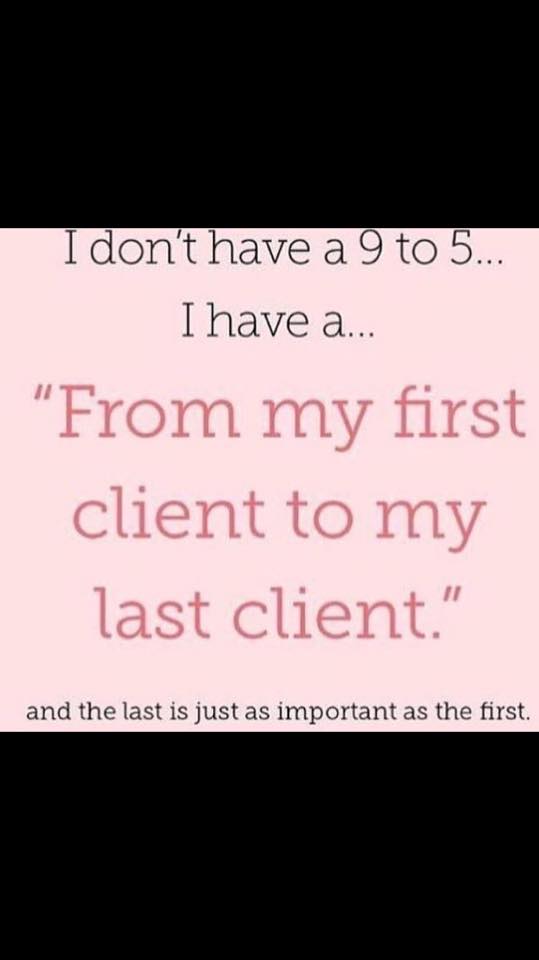 I don't have a 9 to 5...
I have a...
"From my first
client to my
last client."
and the last is just as important as the first.